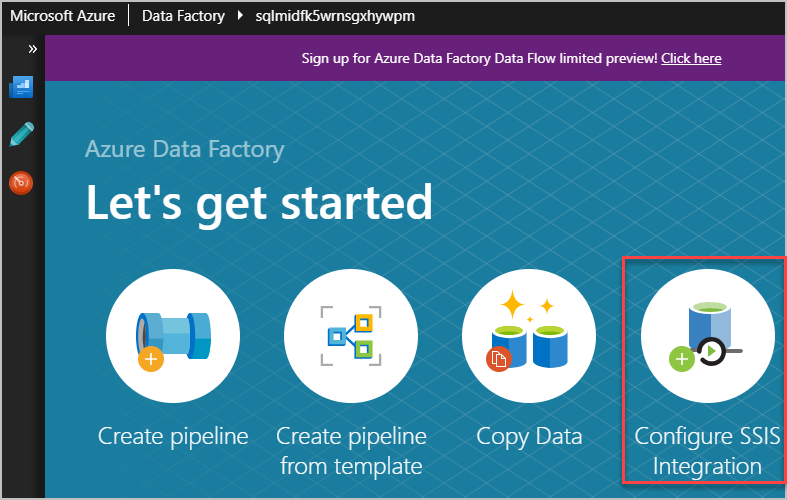 Microsoft Azure Data Factory sqlmidfk5wrnsgxhywpm
»
Sign up for Azure Data Factory Data Flow limited preview! Click here
Azure Data Factory
Let's get started
Create pipeline
Create pipeline
from template
Copy Data
Configure SSIS
Integration